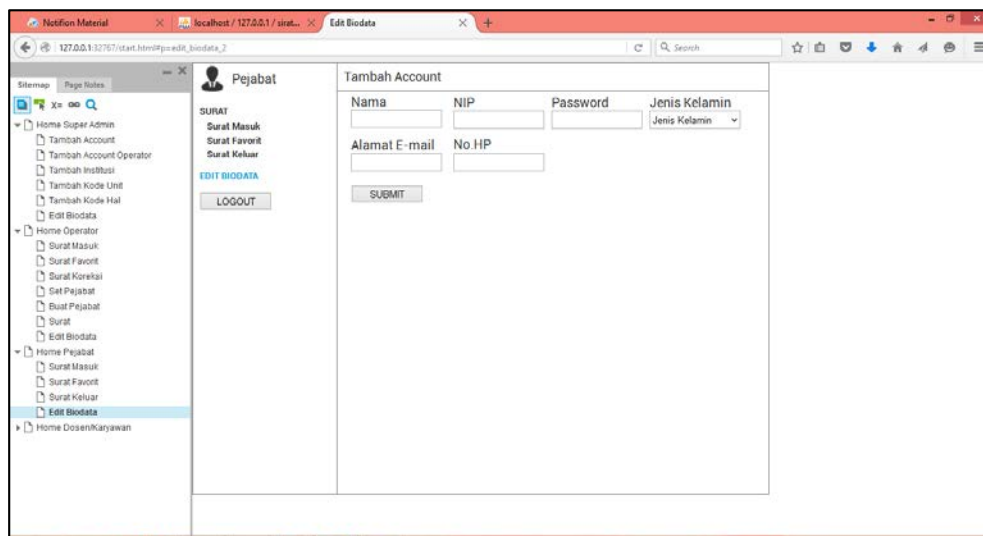 Notifion Material
localhost / 127.0.0.1 / sirat...
Edit Biodata
127.0.0.1:32767/start.html#p=edit_biodata_2
Search
Sitemap
Page Notes
X=
Home Super Admin
Tambah Account
Tambah Account Operator
Tambah Institusi
Tambah Kode Unit
Tambah Kode Hal
Edit Biodata
Home Operator
Surat Masuk
Surat Favorit
Surat Koreksi
Set Pejabat
Buat Pejabat
Surat
Edit Biodata
Home Pejabat
Surat Masuk
Surat Favorit
Surat Keluar
Edit Biodata
Home Dosen/Karyawan
Pejabat
SURAT
Surat Masuk
Surat Favorit
Surat Keluar
EDIT BIODATA
LOGOUT
Tambah Account
Nama NIP Password Jenis Kelamin
Jenis Kelamin
Alamat E-mail No.HP
SUBMIT